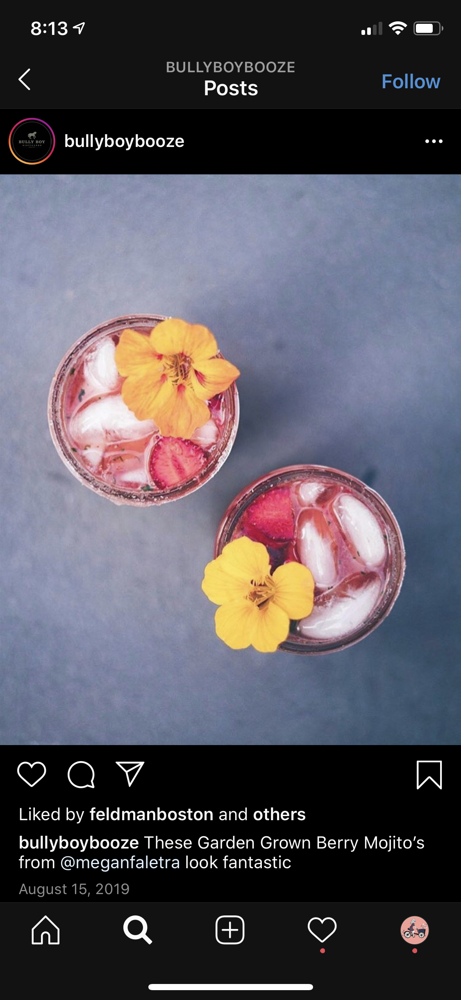 8:13
BULLYBOYBOOZE
Posts
Follow
BULLY BOY
DISTILLERS
bullyboybooze
Liked by feldmanboston and others
bullyboybooze These Garden Grown Berry Mojito’s
from @meganfaletra look fantastic
August 15, 2019